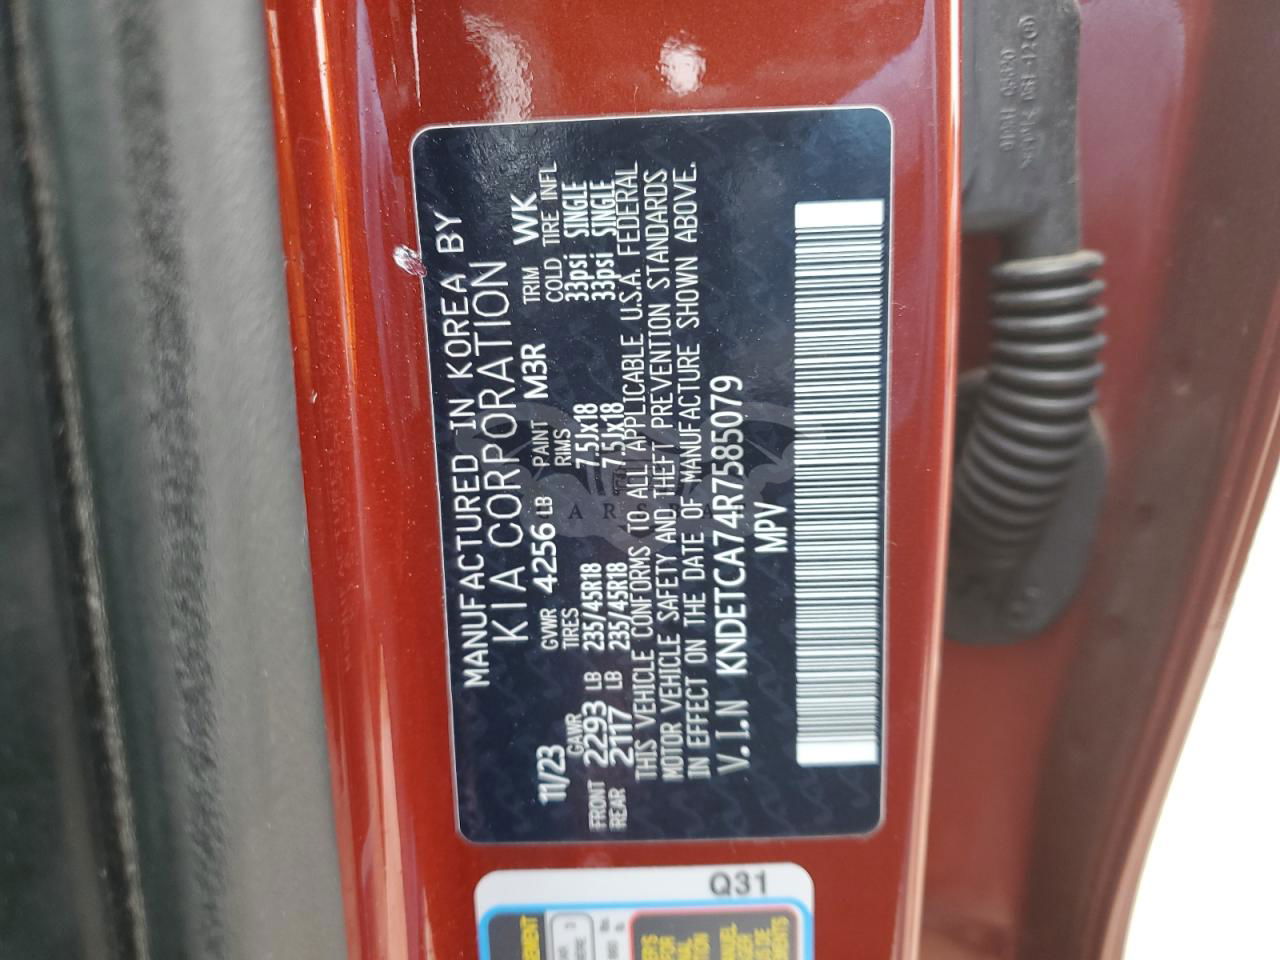 MANUFACTURED IN KOREA BY
KIA CORPORATION
11/23 GVWR 4256 LB PAINT M3R TRIM WK
GAWR TIRES RIMS COLD TIRE INFL
FRONT 2293 LB 235/45R18 7.5Jx18 33psi SINGLE
REAR 2117 LB 235/45R18 7.5Jx18 33psi SINGLE
THIS VEHICLE CONFORMS TO ALL APPLICABLE U.S.A. FEDERAL
MOTOR VEHICLE SAFETY AND THEFT PREVENTION STANDARDS
IN EFFECT ON THE DATE OF MANUFACTURE SHOWN ABOVE.
V.I.N KNDETCA74R7585079
MPV
Q31